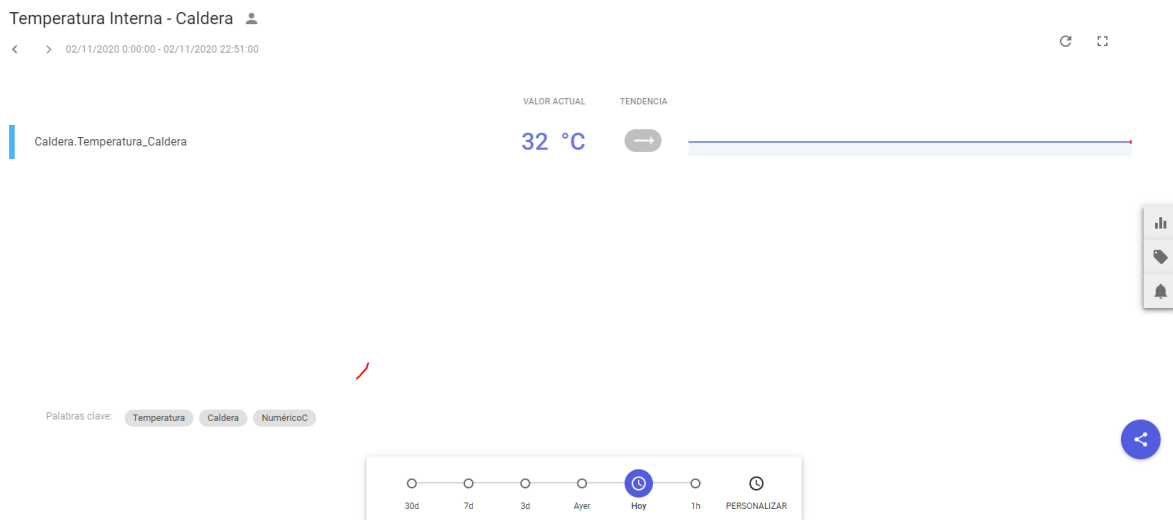 Temperatura Interna - Caldera
02/11/2020 0:00:00 - 02/11/2020 22:51:00
VALOR ACTUAL TENDENCIA
Caldera.Temperatura_Caldera 32 °C
Palabras clave: Temperatura Caldera NuméricoC
30d 7d 3d Ayer Hoy 1h PERSONALIZAR